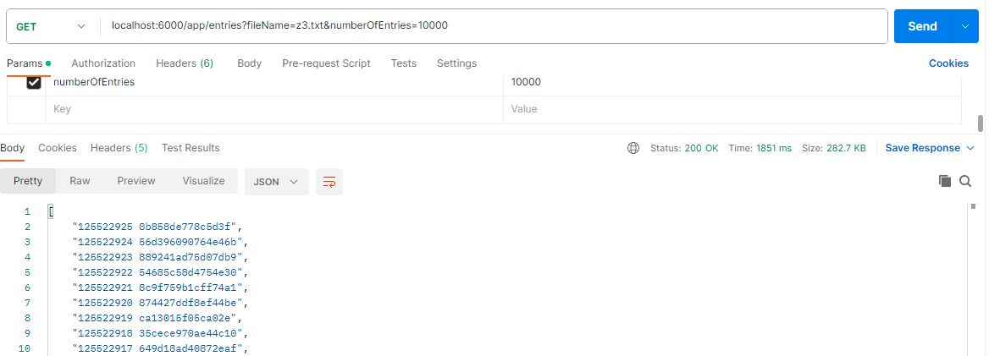 GET localhost:6000/app/entries?fileName=z3.txt&numberOfEntries=10000 Send
Params Authorization Headers (6) Body Pre-request Script Tests Settings Cookies
numberOfEntries 10000
Key Value
Body Cookies Headers (5) Test Results Status: 200 OK Time: 1851 ms Size: 282.7 KB Save Response
Pretty Raw Preview Visualize JSON
1 [
2 "125522925 8b858de778c5d3f",
3 "125522924 56d396090764e46b",
4 "125522923 889241ad75d07db9",
5 "125522922 54685c58d4754e30",
6 "125522921 8c9f759b1cff74a1",
7 "125522920 874427ddf8ef44be",
8 "125522919 ca13015f05ca02e",
9 "125522918 35cece970ae44c10",
10 "125522917 649d18ad40872eaf",